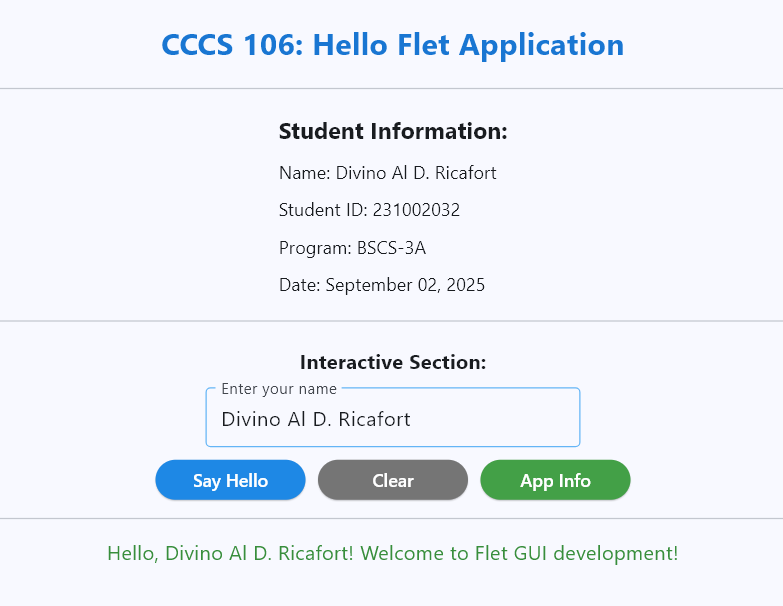 CCCS 106: Hello Flet Application
Student Information:
Name: Divino Al D. Ricafort
Student ID: 231002032
Program: BSCS-3A
Date: September 02, 2025
Interactive Section:
Enter your name
Divino Al D. Ricafort
Say Hello Clear App Info
Hello, Divino Al D. Ricafort! Welcome to Flet GUI development!